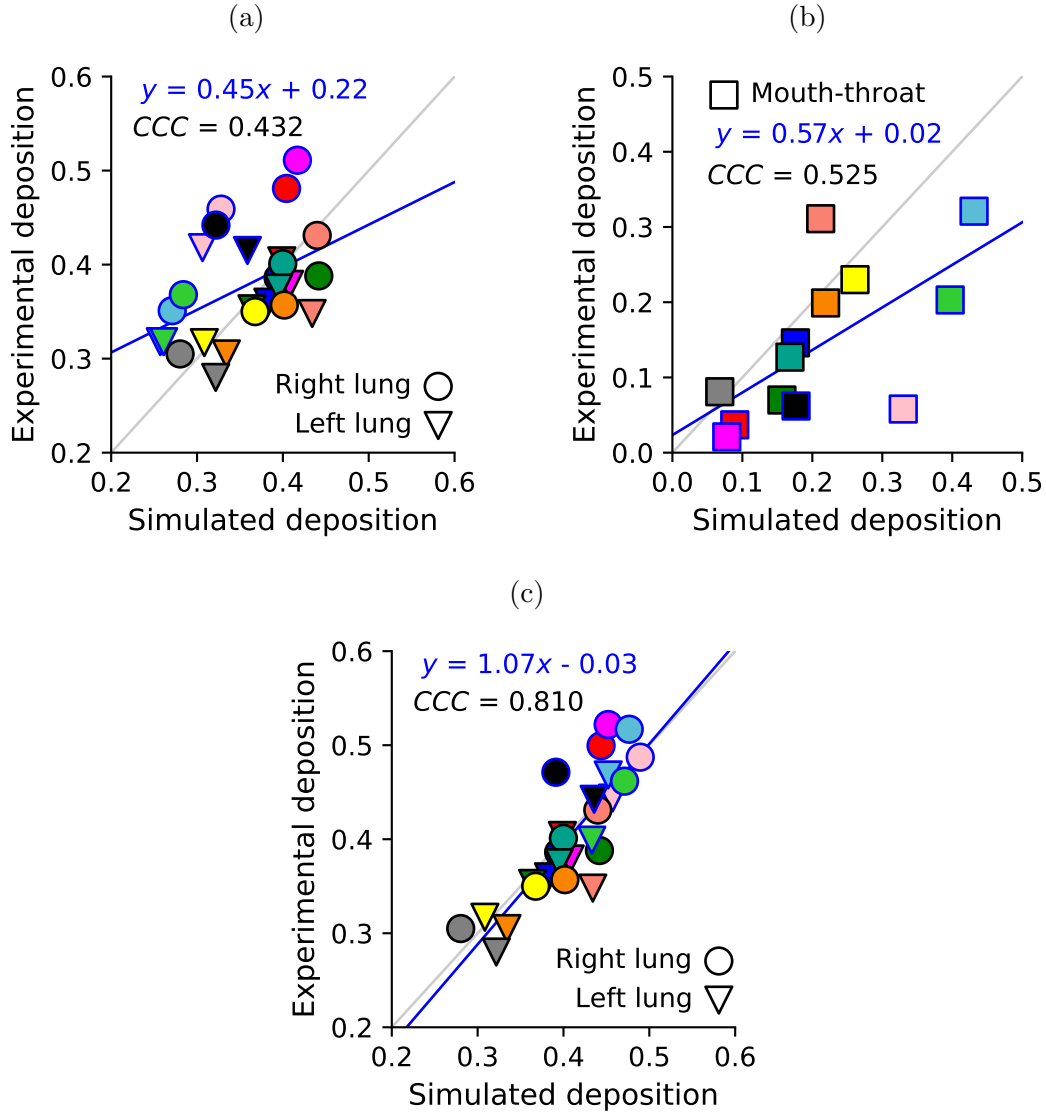 (a)
y = 0.45x + 0.22
CCC = 0.432
Experimental deposition
0.6
0.5
0.4
0.3
0.2
Right lung
Left lung
0.2 0.3 0.4 0.5 0.6
Simulated deposition
(b)
Mouth-throat
y = 0.57x + 0.02
CCC = 0.525
Experimental deposition
0.5
0.4
0.3
0.2
0.1
0.0
0.0 0.1 0.2 0.3 0.4 0.5
Simulated deposition
(c)
y = 1.07x - 0.03
CCC = 0.810
Experimental deposition
0.6
0.5
0.4
0.3
0.2
Right lung
Left lung
0.2 0.3 0.4 0.5 0.6
Simulated deposition